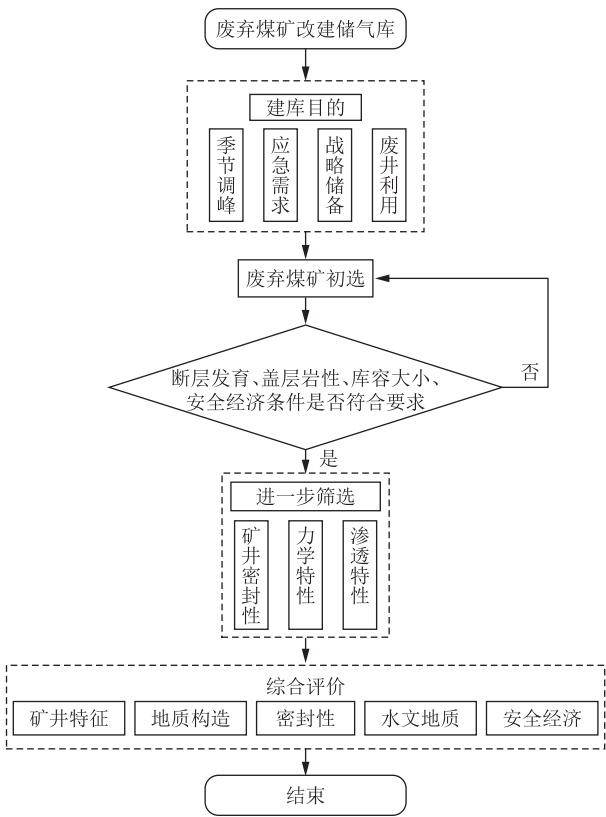 废弃煤矿改建储气库
建库目的
季节调峰
应急需求
战略储备
废井利用
废弃煤矿初选
断层发育、盖层岩性、库容大小、
安全经济条件是否符合要求
否
是
进一步筛选
矿井密封性
力学特性
渗透特性
综合评价
矿井特征
地质构造
密封性
水文地质
安全经济
结束